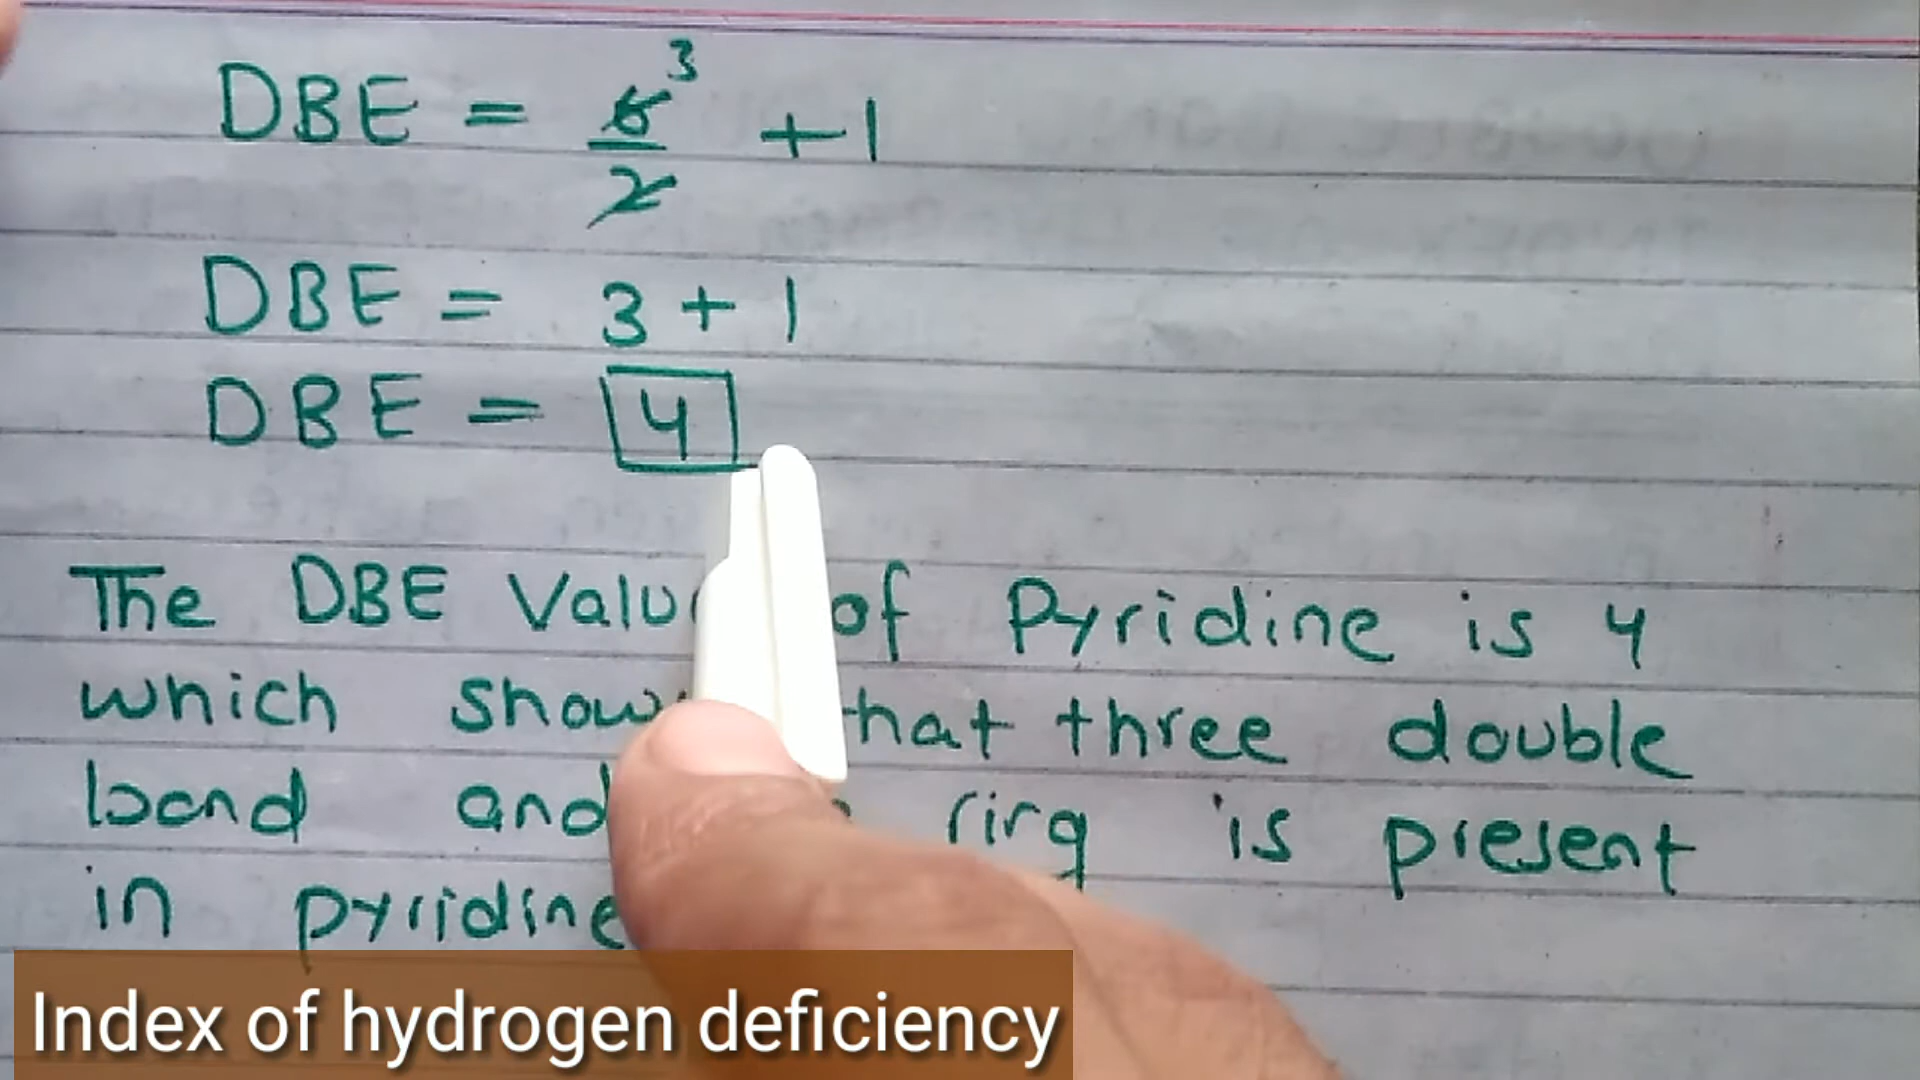 DBE = 6/2 3 + 1
DBE = 3 + 1
DBE = 4
The DBE Valu of Pyridine is 4
which show hat three double
bond and ring is present
in pyridine
Index of hydrogen deficiency